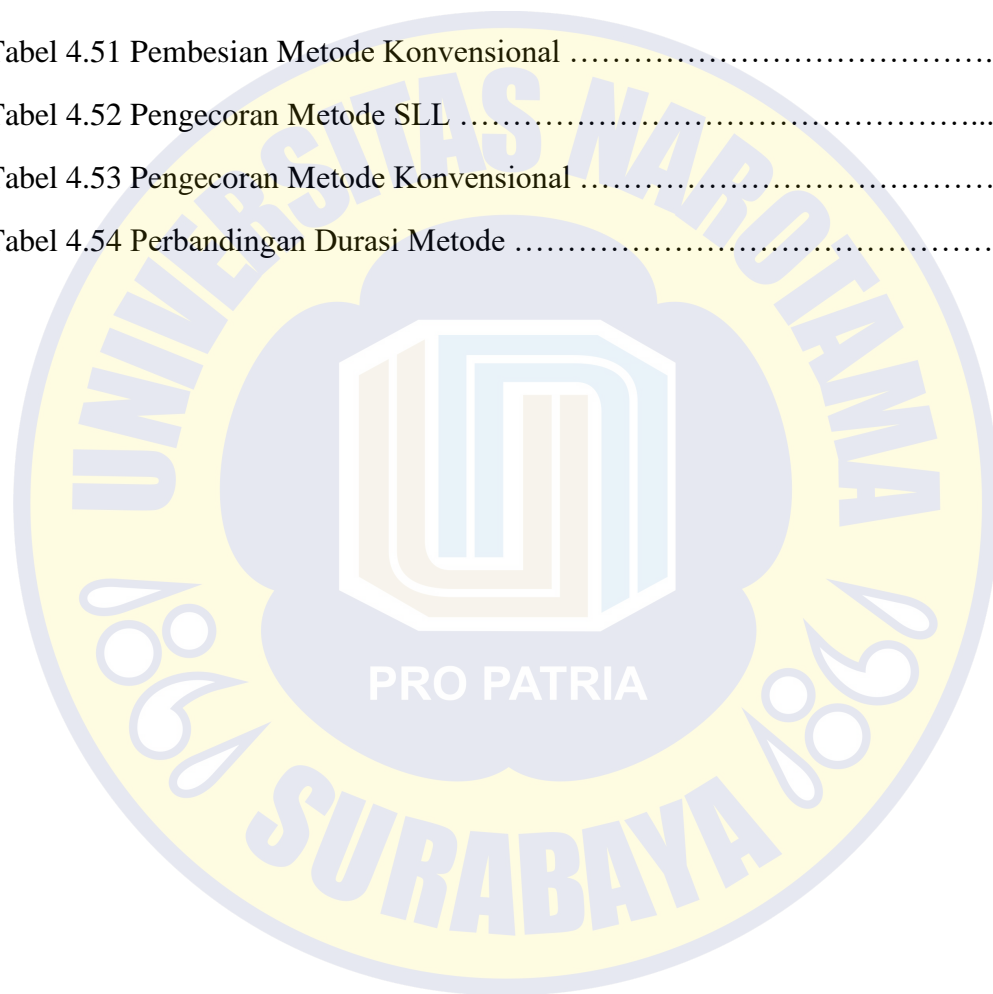 Tabel 4.51 Pembesian Metode Konvensional …………………………………….
Tabel 4.52 Pengecoran Metode SLL …………………………………………....
Tabel 4.53 Pengecoran Metode Konvensional …………………………………
Tabel 4.54 Perbandingan Durasi Metode …………………………………………
UNIVERSITAS NAROTAMA
PRO PATRIA
1981
SURABAYA